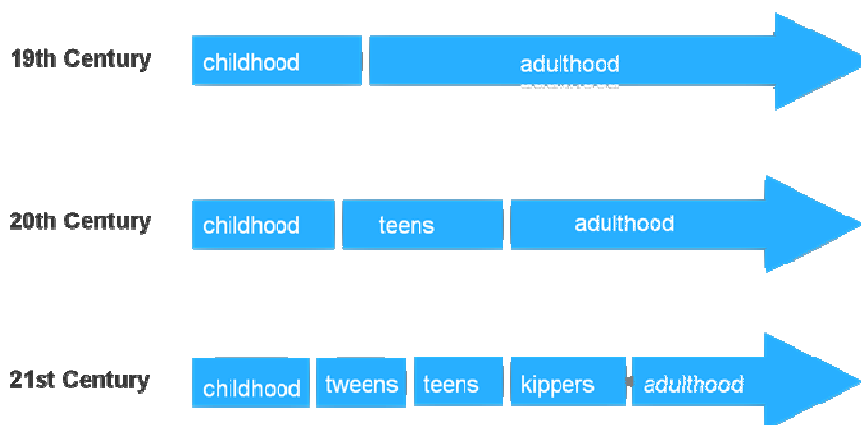 19th Century childhood adulthood
20th Century childhood teens adulthood
21st Century childhood tweens teens kippers adulthood